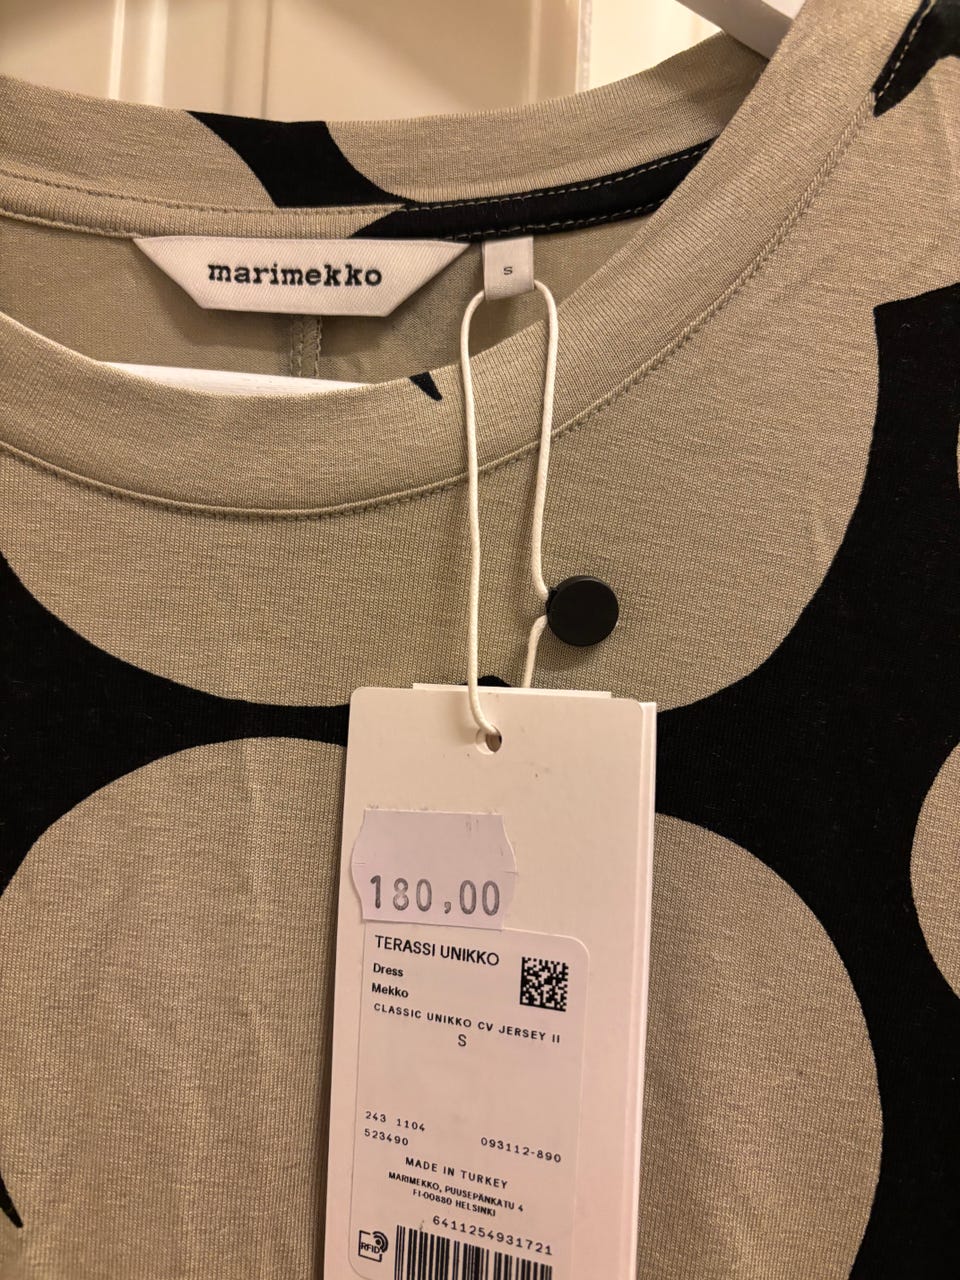 marimekko
S
180,00
TERASSI UNIKKO
Dress
Mekko
CLASSIC UNIKKO CV JERSEY II
S
243 1104
523490
093112-890
MADE IN TURKEY
MARIMEKKO, PUUSEPÄNKATU 4
FI-00880 HELSINKI
6411254931721
RFID